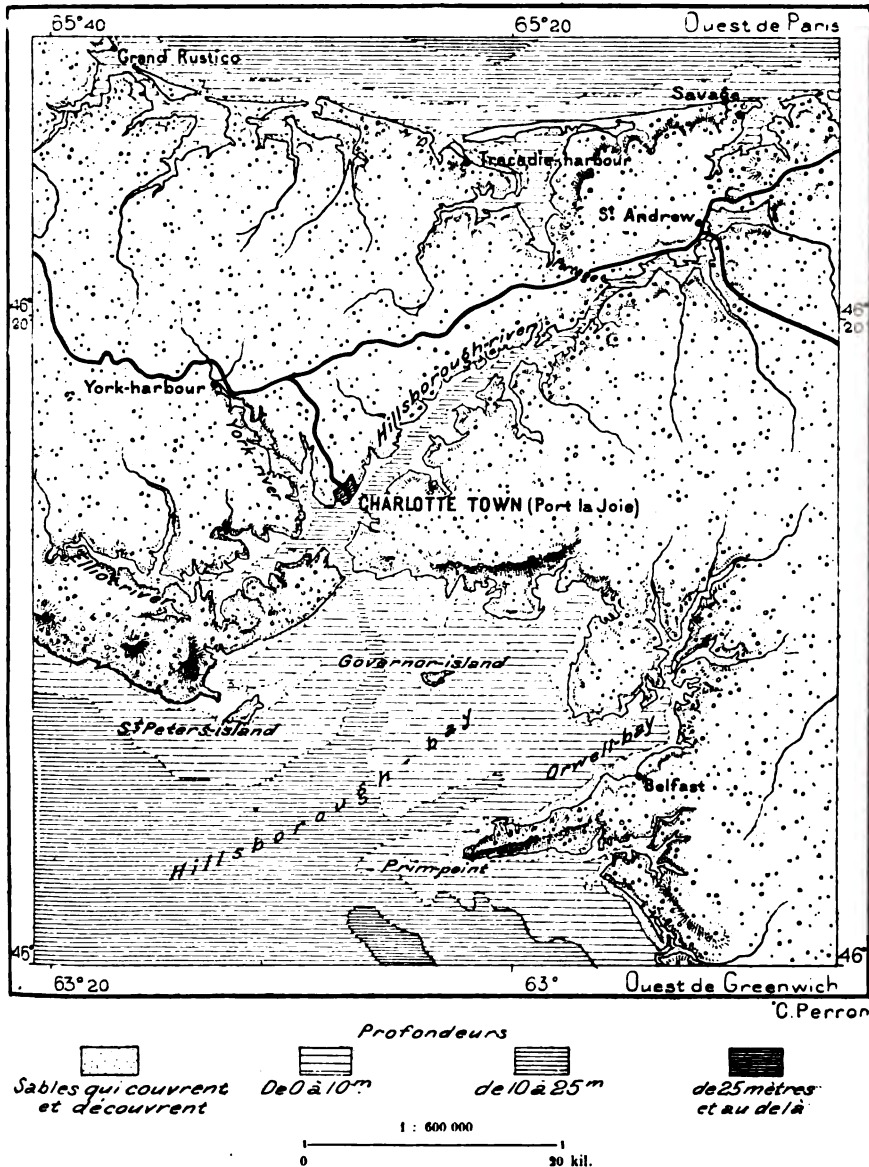 65°40
65°20
Ouest de Paris
Grand Rustico
Savage
Tracadie-harbour
St Andrew
46°
20'
46°
20'
Hillsborough-river
York-harbour
York river
CHARLOTTE TOWN (Port la Joie)
Elliot river
Governor-island
St Peters-island
Hillsborough-bay
Orwell-bay
Belfast
Prim-point
46°
46°
63°20
63°
Ouest de Greenwich
C. Perron
Profondeurs
Sables qui couvrent
et découvrent
De 0 à 10m.
de 10 à 25m
de 25 mètres
et au delà
1 : 600 000
0
20 kil.